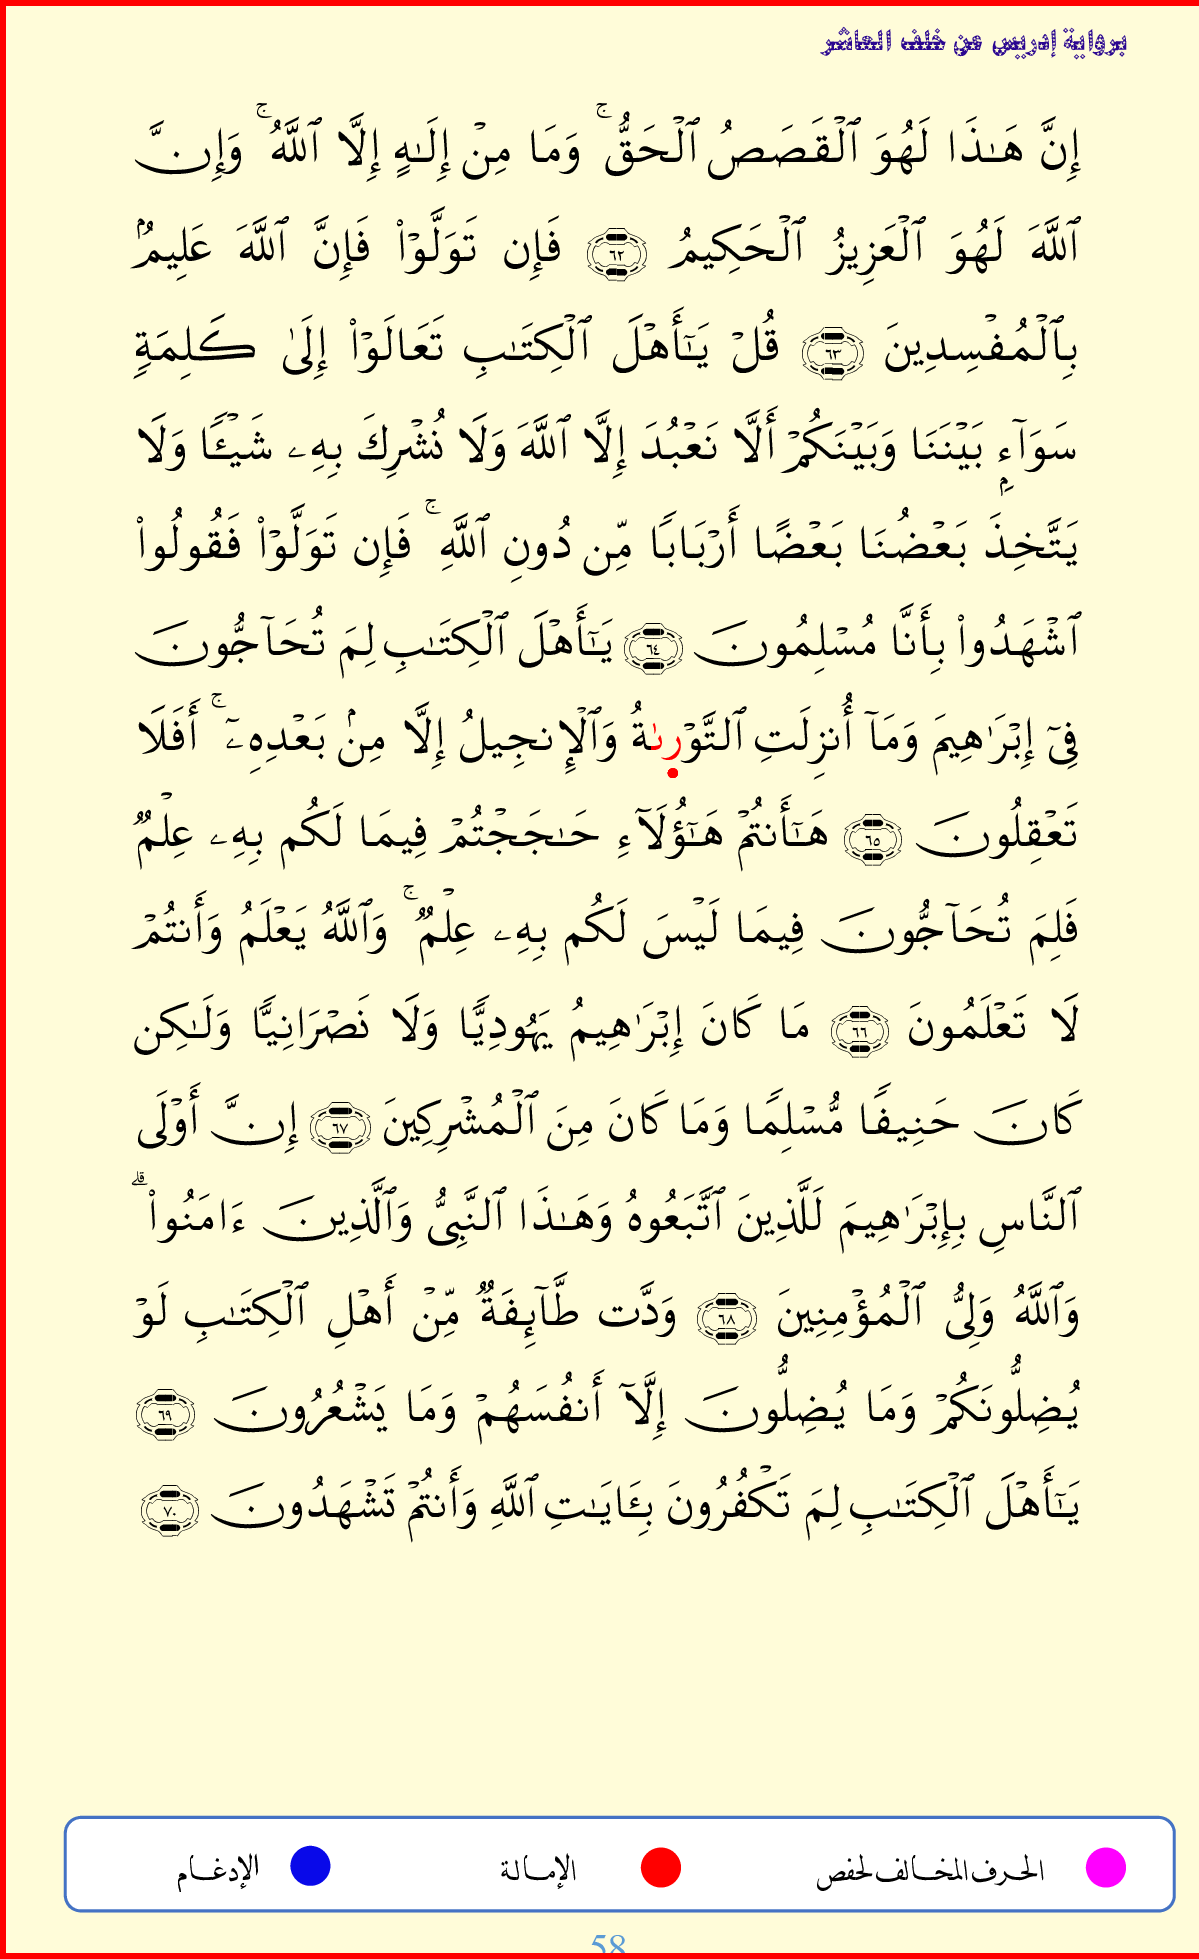 برواية إدريس عن خلف العاشر
إِنَّ هَـٰذَا لَهُوَ ٱلْقَصَصُ ٱلْحَقُّ ۚ وَمَا مِنْ إِلَـٰهٍ إِلَّا ٱللَّهُ ۚ وَإِنَّ
ٱللَّهَ لَهُوَ ٱلْعَزِيزُ ٱلْحَكِيمُ ٦٢ فَإِن تَوَلَّوْا۟ فَإِنَّ ٱللَّهَ عَلِيمُۢ
بِٱلْمُفْسِدِينَ ٦٣ قُلْ يَـٰٓأَهْلَ ٱلْكِتَـٰبِ تَعَالَوْا۟ إِلَىٰ كَلِمَةٍ
سَوَآءٍۭ بَيْنَنَا وَبَيْنَكُمْ أَلَّا نَعْبُدَ إِلَّا ٱللَّهَ وَلَا نُشْرِكَ بِهِۦ شَيْـًٔا وَلَا
يَتَّخِذَ بَعْضُنَا بَعْضًا أَرْبَابًا مِّن دُونِ ٱللَّهِ ۚ فَإِن تَوَلَّوْا۟ فَقُولُوا۟
ٱشْهَدُوا۟ بِأَنَّا مُسْلِمُونَ ٦٤ يَـٰٓأَهْلَ ٱلْكِتَـٰبِ لِمَ تُحَآجُّونَ
فِىٓ إِبْرَٰهِيمَ وَمَآ أُنزِلَتِ ٱلتَّوْرىٰةُ وَٱلْإِنجِيلُ إِلَّا مِنۢ بَعْدِهِۦٓ ۚ أَفَلَا
تَعْقِلُونَ ٦٥ هَـٰٓأَنتُمْ هَـٰٓؤُلَآءِ حَـٰجَجْتُمْ فِيمَا لَكُم بِهِۦ عِلْمٌ
فَلِمَ تُحَآجُّونَ فِيمَا لَيْسَ لَكُم بِهِۦ عِلْمٌ ۚ وَٱللَّهُ يَعْلَمُ وَأَنتُمْ
لَا تَعْلَمُونَ ٦٦ مَا كَانَ إِبْرَٰهِيمُ يَهُودِيًّا وَلَا نَصْرَانِيًّا وَلَـٰكِن
كَانَ حَنِيفًا مُّسْلِمًا وَمَا كَانَ مِنَ ٱلْمُشْرِكِينَ ٦٧ إِنَّ أَوْلَى
ٱلنَّاسِ بِإِبْرَٰهِيمَ لَلَّذِينَ ٱتَّبَعُوهُ وَهَـٰذَا ٱلنَّبِىُّ وَٱلَّذِينَ ءَامَنُوا۟ ۗ
وَٱللَّهُ وَلِىُّ ٱلْمُؤْمِنِينَ ٦٨ وَدَّت طَّآئِفَةٌ مِّنْ أَهْلِ ٱلْكِتَـٰبِ لَوْ
يُضِلُّونَكُمْ وَمَا يُضِلُّونَ إِلَّآ أَنفُسَهُمْ وَمَا يَشْعُرُونَ ٦٩
يَـٰٓأَهْلَ ٱلْكِتَـٰبِ لِمَ تَكْفُرُونَ بِـَٔايَـٰتِ ٱللَّهِ وَأَنتُمْ تَشْهَدُونَ ٧٠
الحرف المخالف لحفص الإمالة الإدغام
58